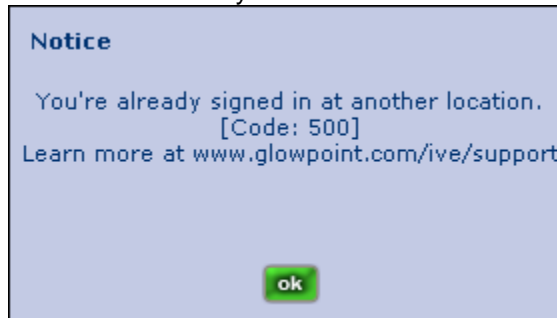 Notice
You're already signed in at another location.
[Code: 500]
Learn more at www.glowpoint.com/ive/support
ok